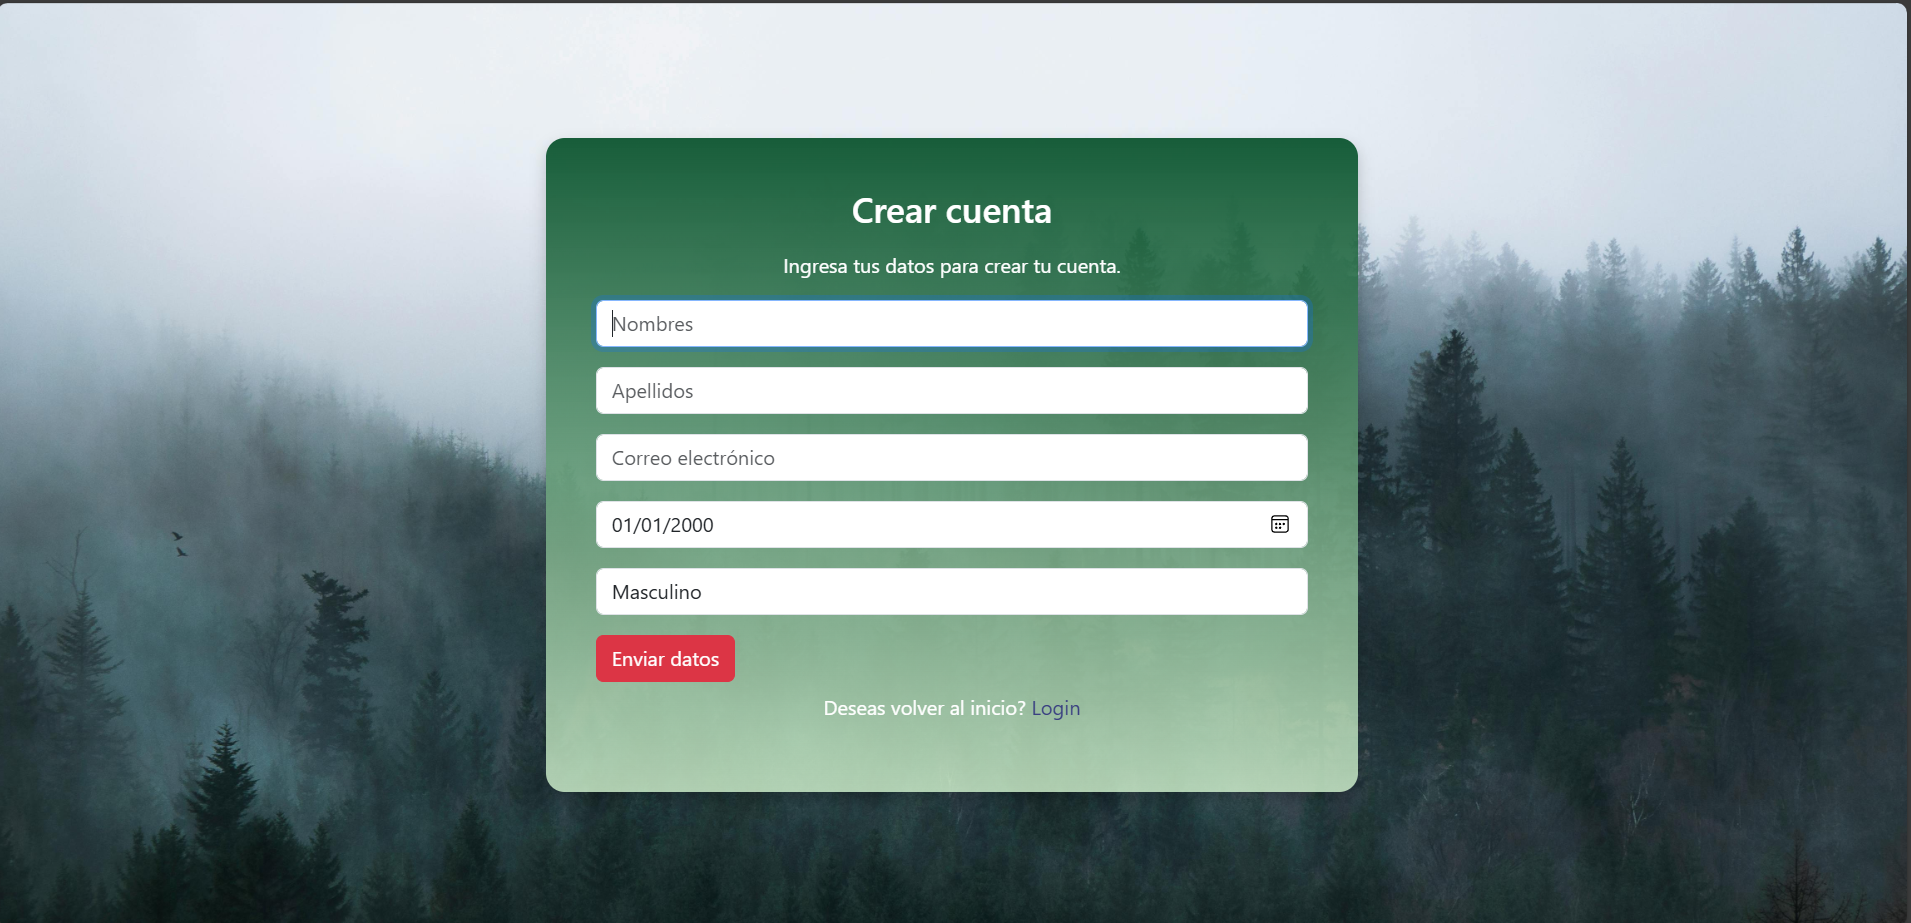 Crear cuenta
Ingresa tus datos para crear tu cuenta.
Nombres
Apellidos
Correo electrónico
01/01/2000
Masculino
Enviar datos
Deseas volver al inicio? Login